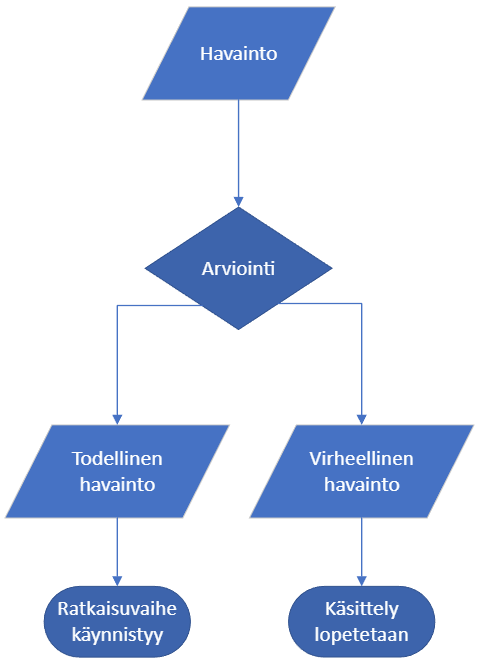 Havainto
Arviointi
Todellinen
havainto
Virheellinen
havainto
Ratkaisuvaihe
käynnistyy
Käsittely
lopetetaan